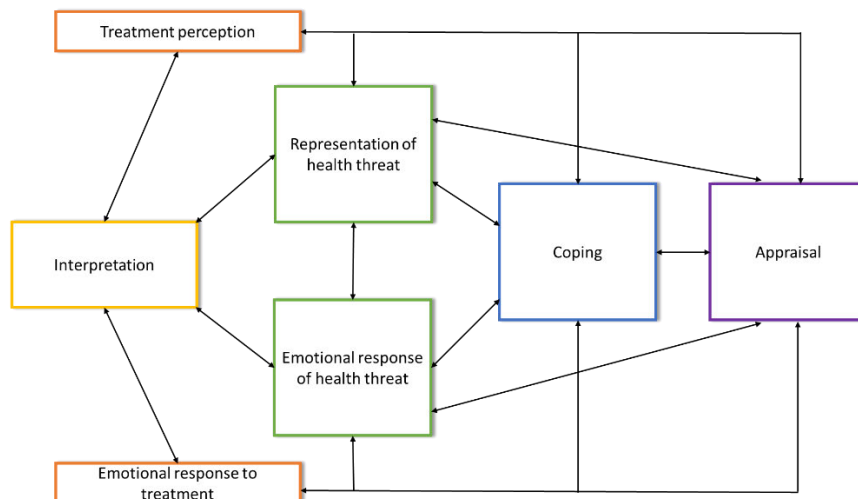 Treatment perception
Representation of
health threat
Interpretation
Coping
Appraisal
Emotional response
of health threat
Emotional response to
treatment